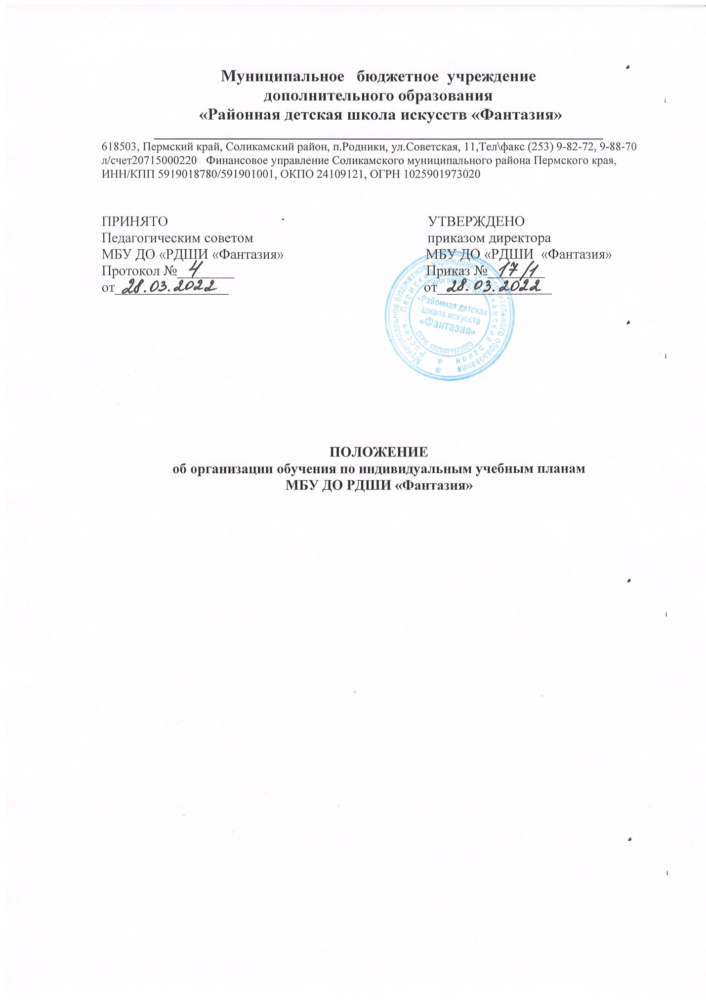 Муниципальное бюджетное учреждение
дополнительного образования
«Районная детская школа искусств «Фантазия»
618503, Пермский край, Соликамский район, п.Родники, ул.Советская, 11,Тел\факс (253) 9-82-72, 9-88-70
л/счет20715000220 Финансовое управление Соликамского муниципального района Пермского края,
ИНН/КПП 5919018780/591901001, ОКПО 24109121, ОГРН 1025901973020
ПРИНЯТО
Педагогическим советом
МБУ ДО «РДШИ «Фантазия»
Протокол № 4
от 28.03.2022
УТВЕРЖДЕНО
приказом директора
МБУ ДО «РДШИ «Фантазия»
Приказ № 17/1
от 28.03.2022
Муниципальное бюджетное учреждение дополнительного образования
Россия, Пермский край, Соликамский район
ИНН 5919018780
«Районная детская
школа искусств
«Фантазия»
ОГРН 1025901973020
ПОЛОЖЕНИЕ
об организации обучения по индивидуальным учебным планам
МБУ ДО РДШИ «Фантазия»